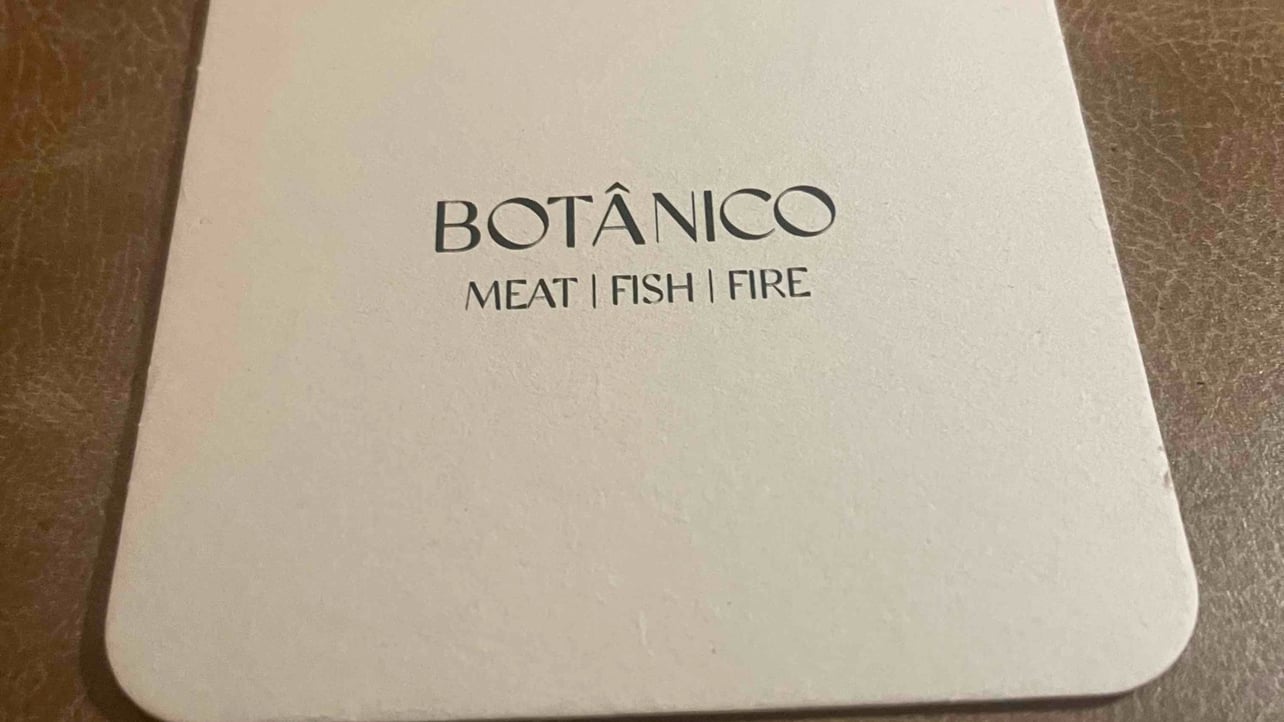 BOTÂNICO
MEAT | FISH | FIRE